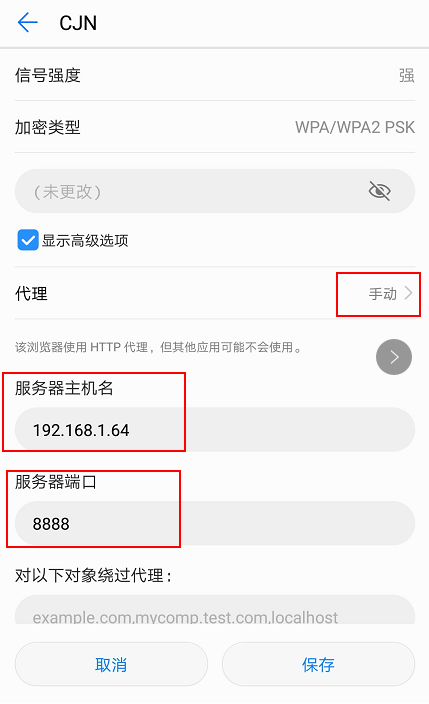 CJN
信号强度 强
加密类型 WPA/WPA2 PSK
（未更改）
显示高级选项
代理 手动
该浏览器使用 HTTP 代理，但其他应用可能不会使用。
服务器主机名
192.168.1.64
服务器端口
8888
对以下对象绕过代理：
example.com,mycomp.test.com,localhost
取消 保存